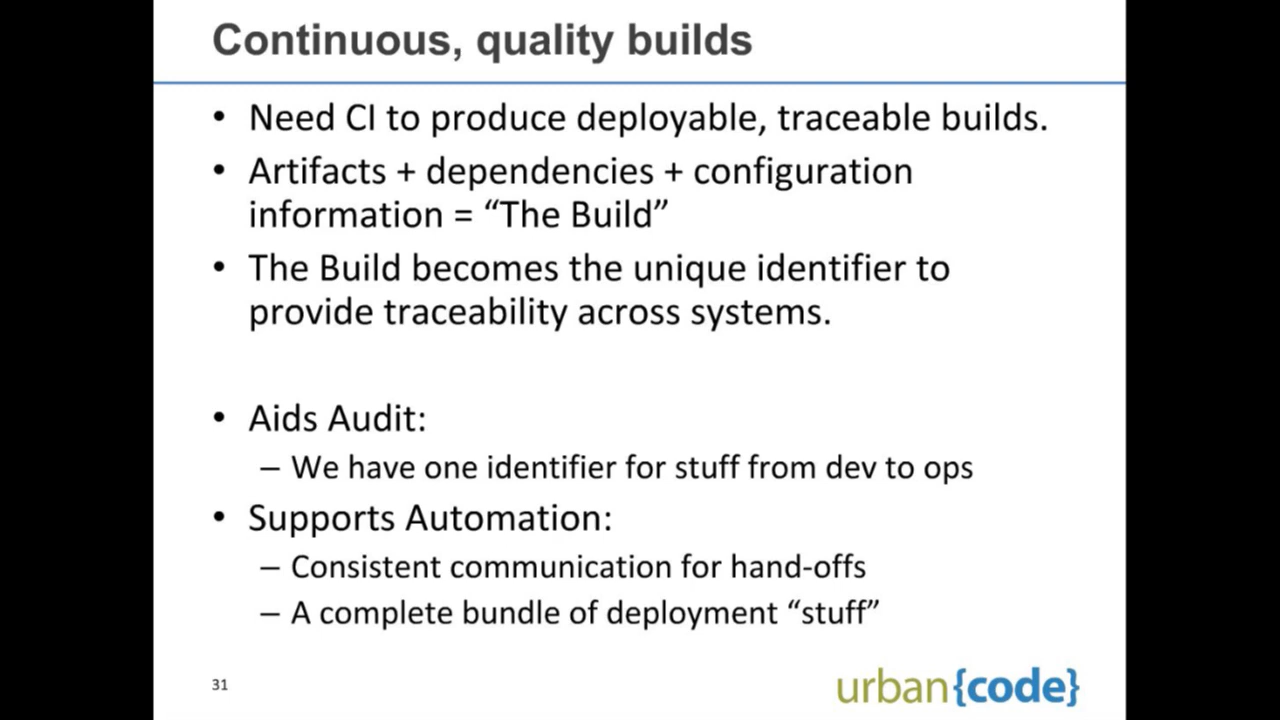 Continuous, quality builds
• Need CI to produce deployable, traceable builds.
• Artifacts + dependencies + configuration
information = “The Build”
• The Build becomes the unique identifier to
provide traceability across systems.
• Aids Audit:
– We have one identifier for stuff from dev to ops
• Supports Automation:
– Consistent communication for hand-offs
– A complete bundle of deployment “stuff”
31
urban{code}